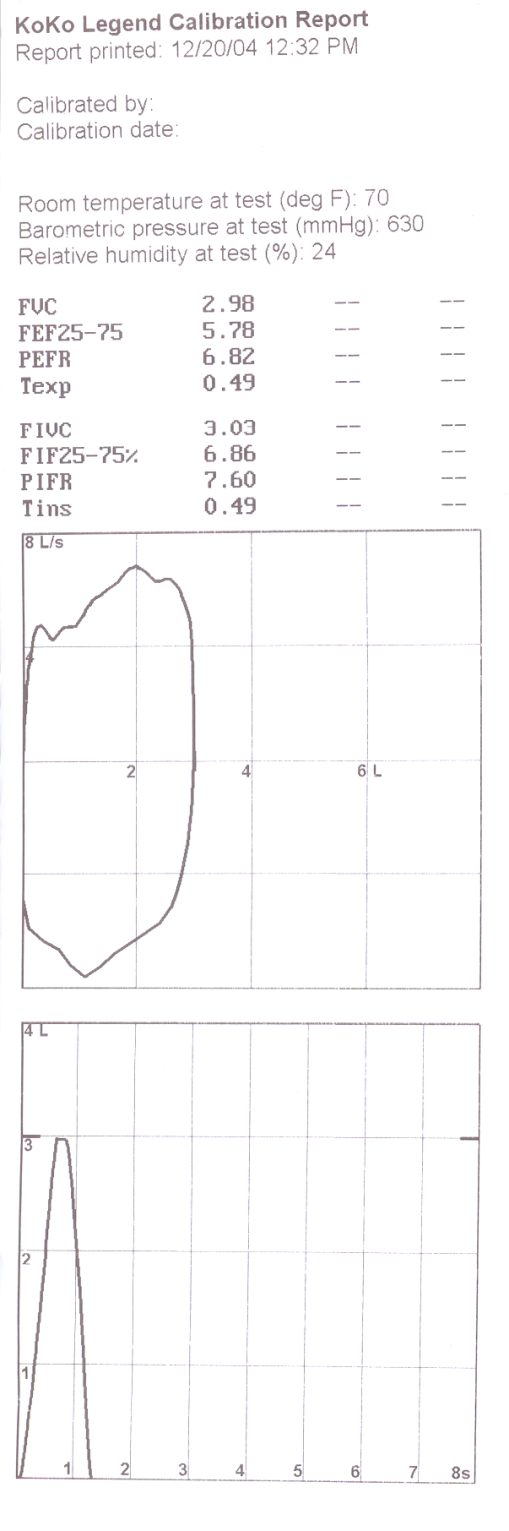 KoKo Legend Calibration Report
Report printed: 12/20/04 12:32 PM
Calibrated by:
Calibration date:
Room temperature at test (deg F): 70
Barometric pressure at test (mmHg): 630
Relative humidity at test (%): 24
FVC 2.98 -- --
FEF25-75 5.78 -- --
PEFR 6.82 -- --
Texp 0.49 -- --
FIVC 3.03 -- --
FIF25-75% 6.86 -- --
PIFR 7.60 -- --
Tins 0.49 -- --
8 L/s
4
2 4 6 L
4 L
3
2
1
1 2 3 4 5 6 7 8s